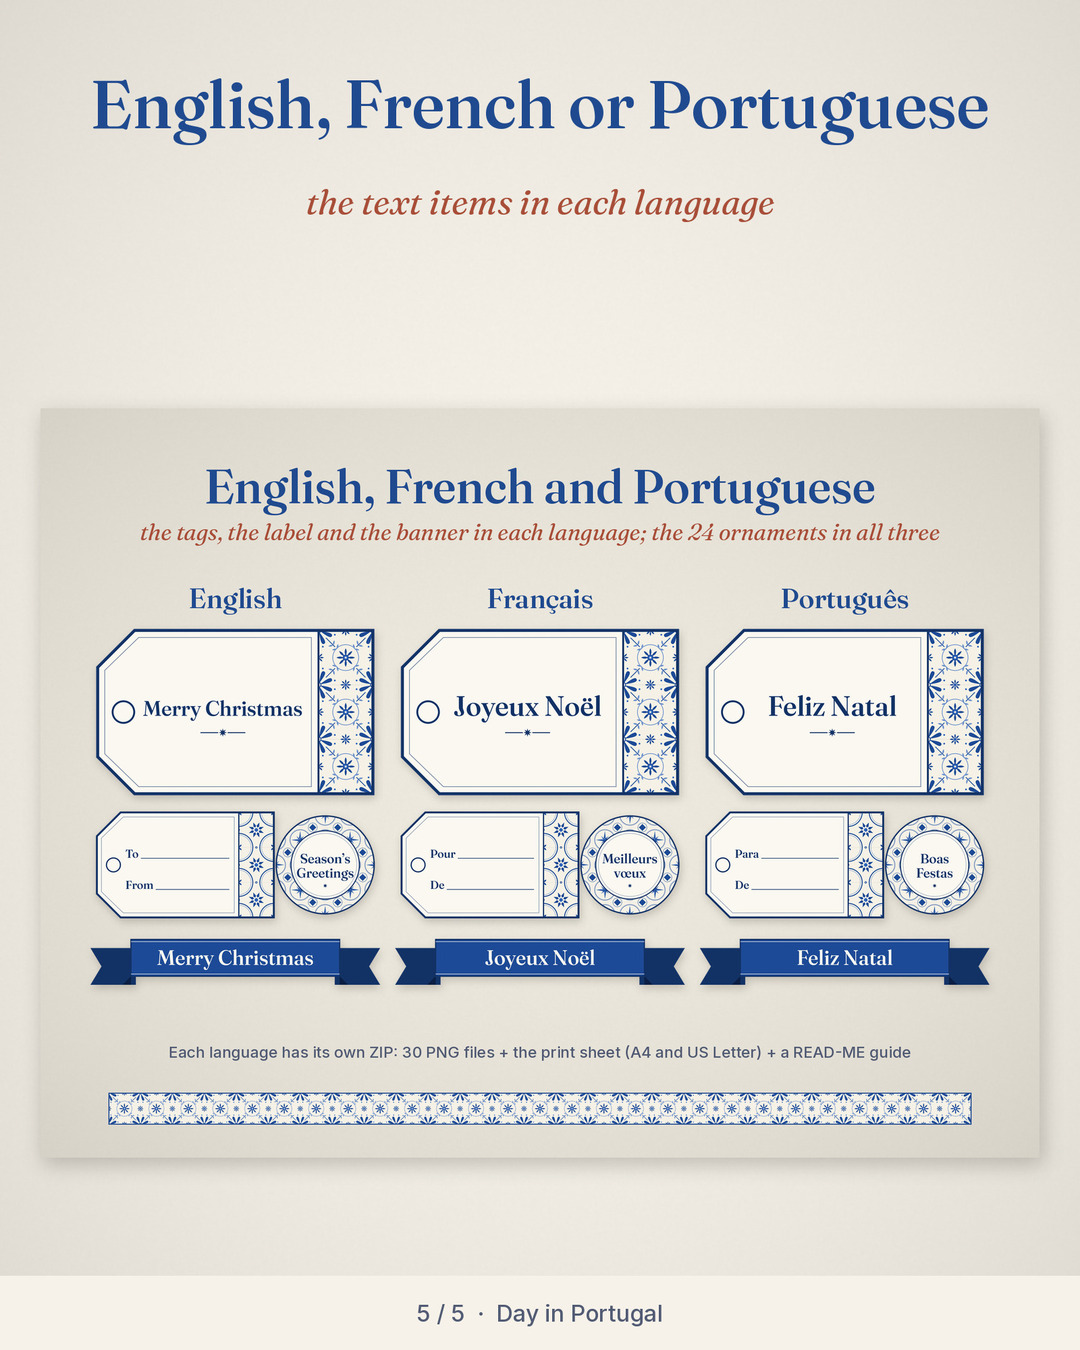 English, French or Portuguese
the text items in each language
English, French and Portuguese
the tags, the label and the banner in each language; the 24 ornaments in all three
English
Français
Português
Merry Christmas
Joyeux Noël
Feliz Natal
To
From
Season's
Greetings
Pour
De
Meilleurs
vœux
Para
De
Boas
Festas
Merry Christmas
Joyeux Noël
Feliz Natal
Each language has its own ZIP: 30 PNG files + the print sheet (A4 and US Letter) + a READ-ME guide
5 / 5 · Day in Portugal